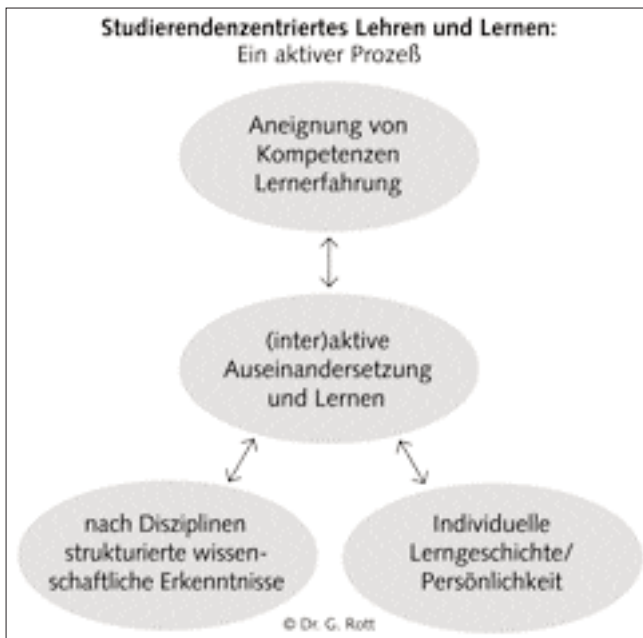 Studierendenzentriertes Lehren und Lernen:
Ein aktiver Prozeß
Aneignung von
Kompetenzen
Lernerfahrung
(inter)aktive
Auseinandersetzung
und Lernen
nach Disziplinen
strukturierte wissen-
schaftliche Erkenntnisse
Individuelle
Lerngeschichte/
Persönlichkeit
© Dr. G. Rott